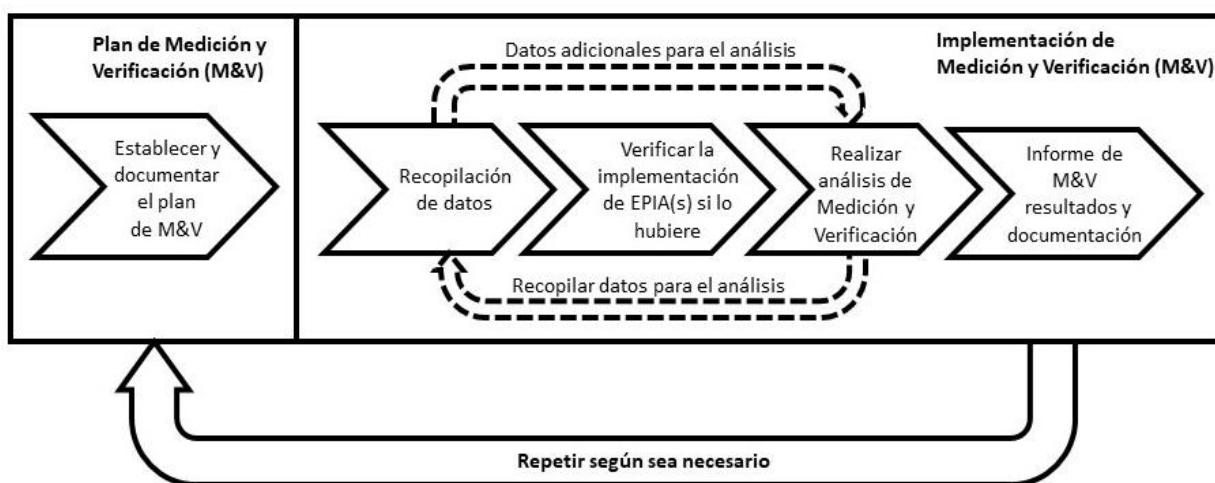 Plan de Medición y
Verificación (M&V)
Establecer y
documentar
el plan
de M&V
Datos adicionales para el análisis
Implementación de
Medición y Verificación (M&V)
Recopilación
de datos
Verificar la
implementación
de EPIA(s) si lo
hubiere
Realizar
análisis de
Medición y
Verificación
Informe de
M&V
resultados y
documentación
Recopilar datos para el análisis
Repetir según sea necesario